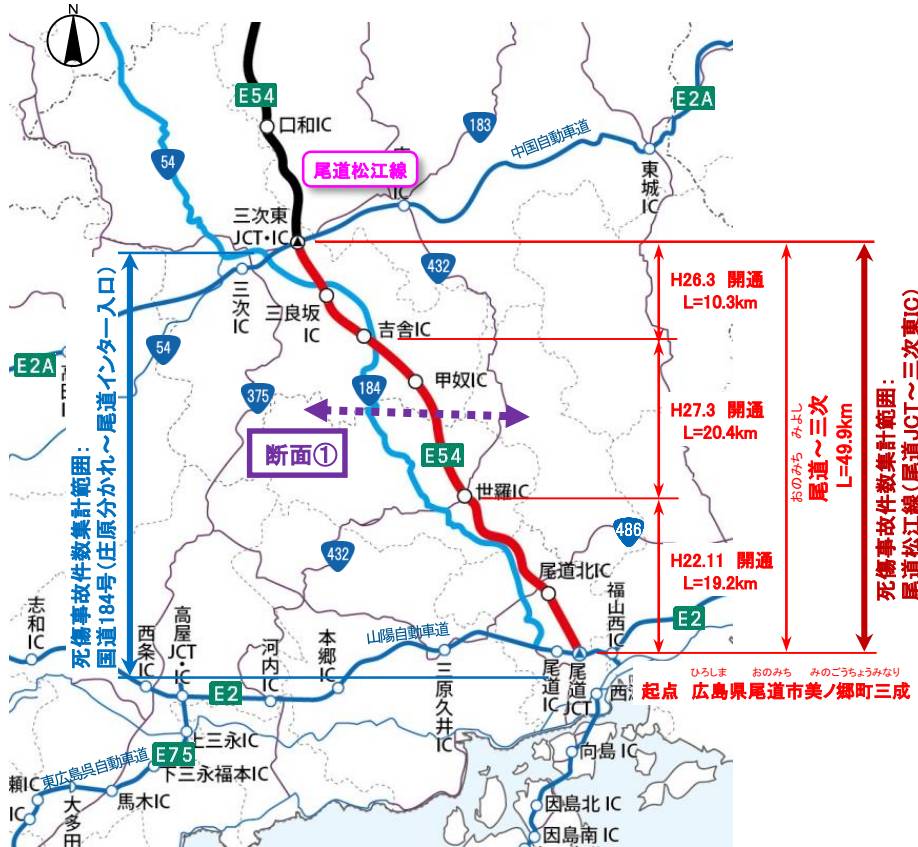 N
E54
口和IC
183
E2A
中国自動車道
54
尾道松江線
IC
東城IC
三次東
JCT・IC
432
三次IC
三良坂
IC
吉舎IC
H26.3 開通
L=10.3km
E2A
54
375
184
甲奴IC
断面①
E54
H27.3 開通
L=20.4km
おのみち みよし
尾道～三次
L=49.9km
死傷事故件数集計範囲:
尾道松江線(尾道JCT～三次東IC)
死傷事故件数集計範囲:
国道184号(庄原分かれ～尾道インター入口)
世羅IC
486
432
H22.11 開通
L=19.2km
尾道北IC
志和IC
西条IC
高屋JCT・IC
河内IC
本郷IC
山陽自動車道
三原久井IC
尾道IC
尾道JCT
福山西IC
E2
西
E2
ひろしま おのみち みのごうちょうみなり
起点 広島県尾道市美ノ郷町三成
上三永IC
E75
下三永福本IC
東広島呉自動車道
馬木IC
大多田
瀬IC
IC
向島 IC
因島北 IC
因島南 IC